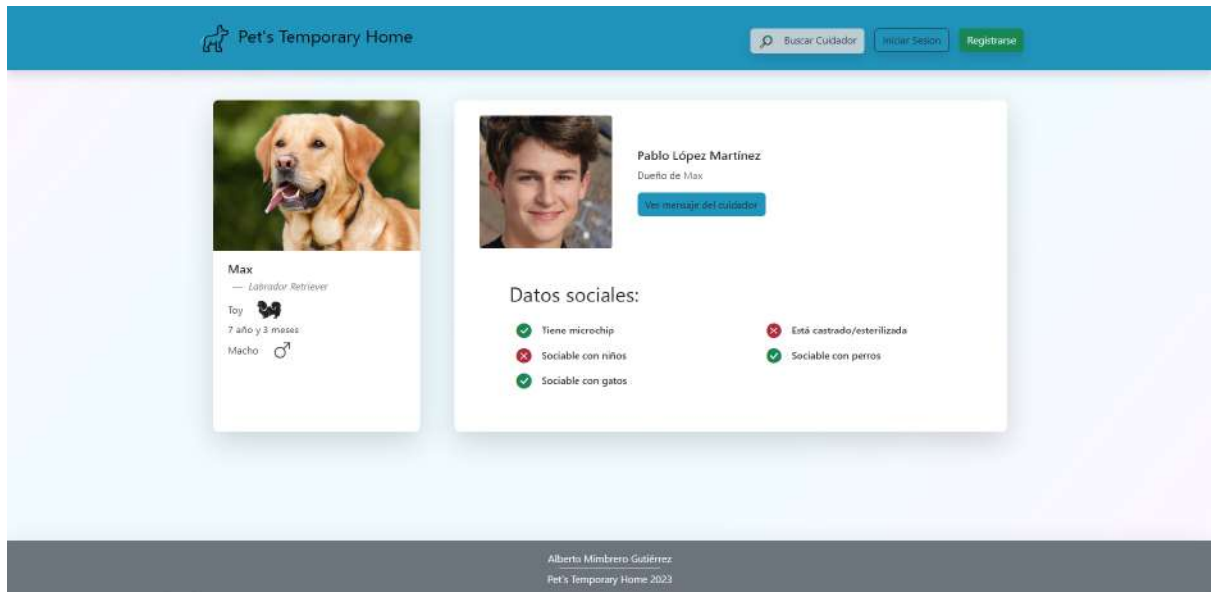 Pet's Temporary Home
Buscar Cuidador
Iniciar Sesion
Registrarse
Max
— Labrador Retriever
Toy
7 año y 3 meses
Macho
Pablo López Martínez
Dueño de Max
Ver mensaje del cuidador
Datos sociales:
Tiene microchip
Está castrado/esterilizada
Sociable con niños
Sociable con perros
Sociable con gatos
Alberto Mimbrero Gutiérrez
Pet's Temporary Home 2023